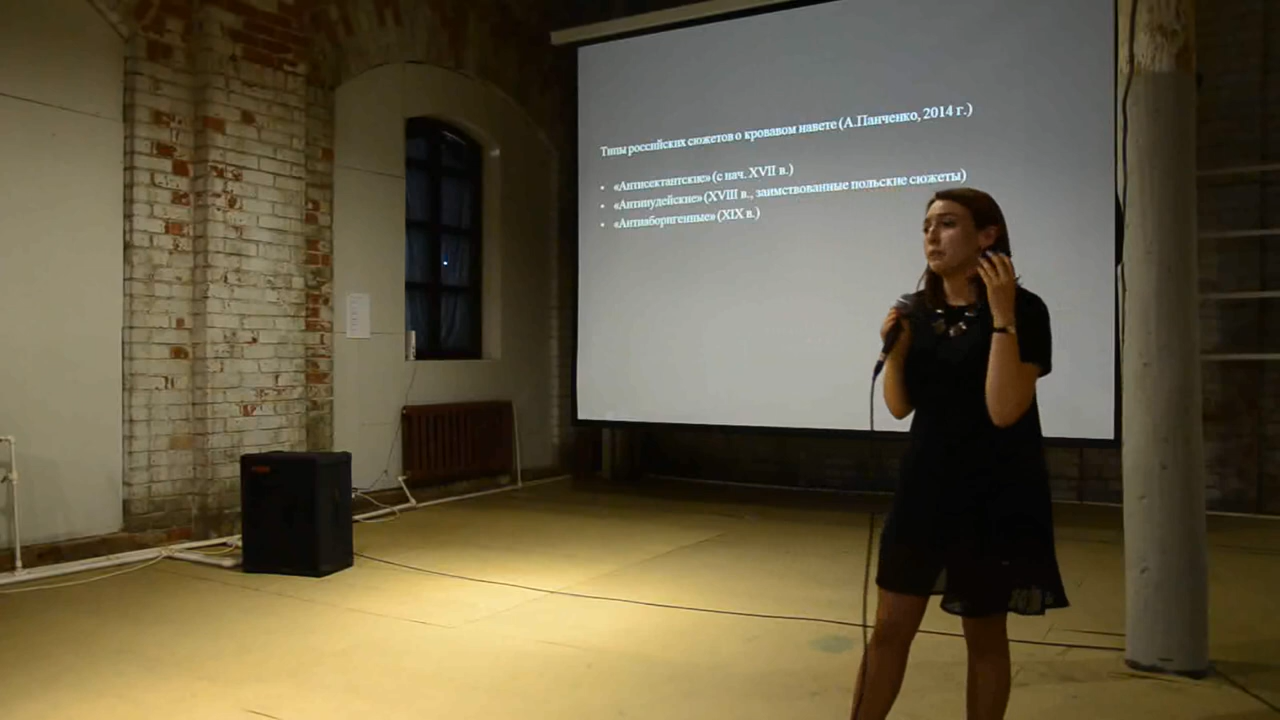 Типы российских сюжетов о кровавом навете (А.Панченко, 2014 г.)
• «Антисектантские» (с нач. XVII в.)
• «Антииудейские» (XVIII в., заимствованные польские сюжеты)
• «Антиаборигенные» (XIX в.)